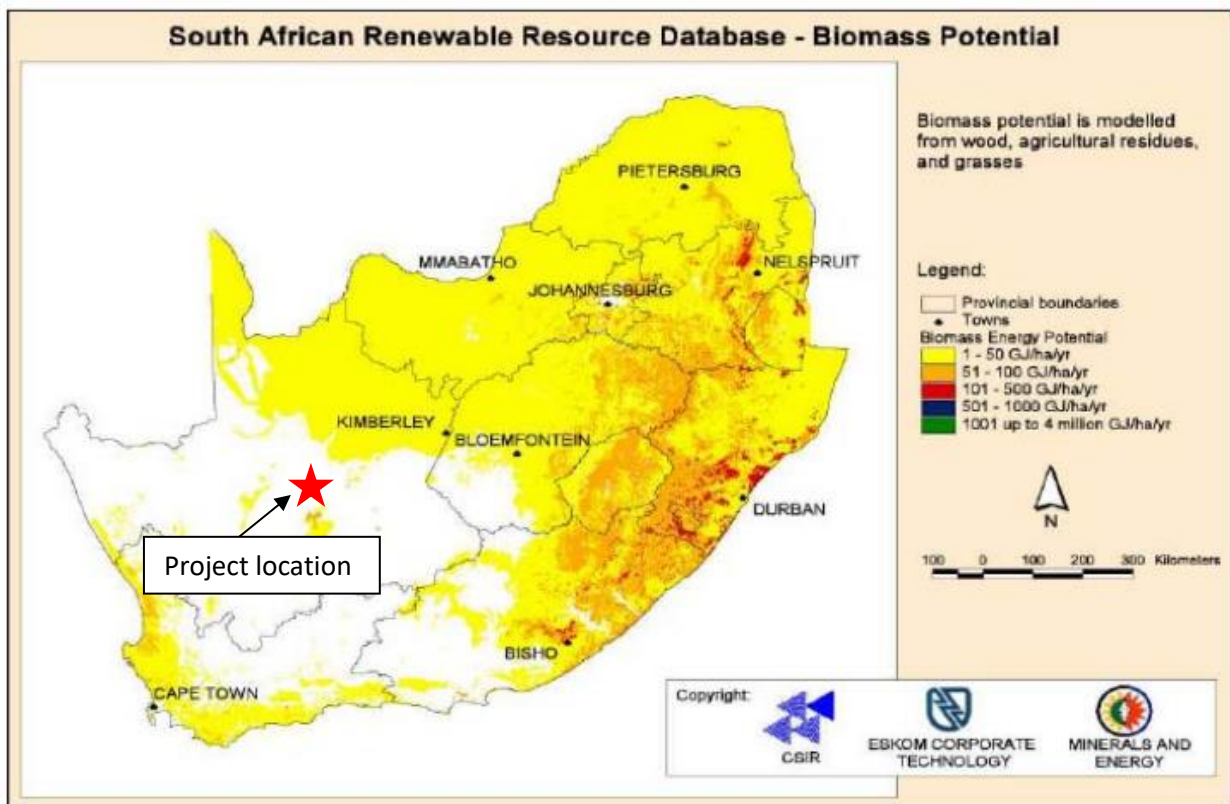 South African Renewable Resource Database - Biomass Potential
Biomass potential is modelled
from wood, agricultural residues,
and grasses
PIETERSBURG
MMABATHO
NELSPRUIT
JOHANNESBURG
Legend:
Provincial boundaries
Towns
Biomass Energy Potential
1 - 50 GJ/ha/yr
51 - 100 GJ/ha/yr
101 - 500 GJ/ha/yr
501 - 1000 GJ/ha/yr
1001 up to 4 million GJ/ha/yr
KIMBERLEY
BLOEMFONTEIN
DURBAN
N
Project location
100 0 100 200 300 Kilometers
BISHO
CAPE TOWN
Copyright:
CSIR
ESKOM CORPORATE
TECHNOLOGY
MINERALS AND
ENERGY